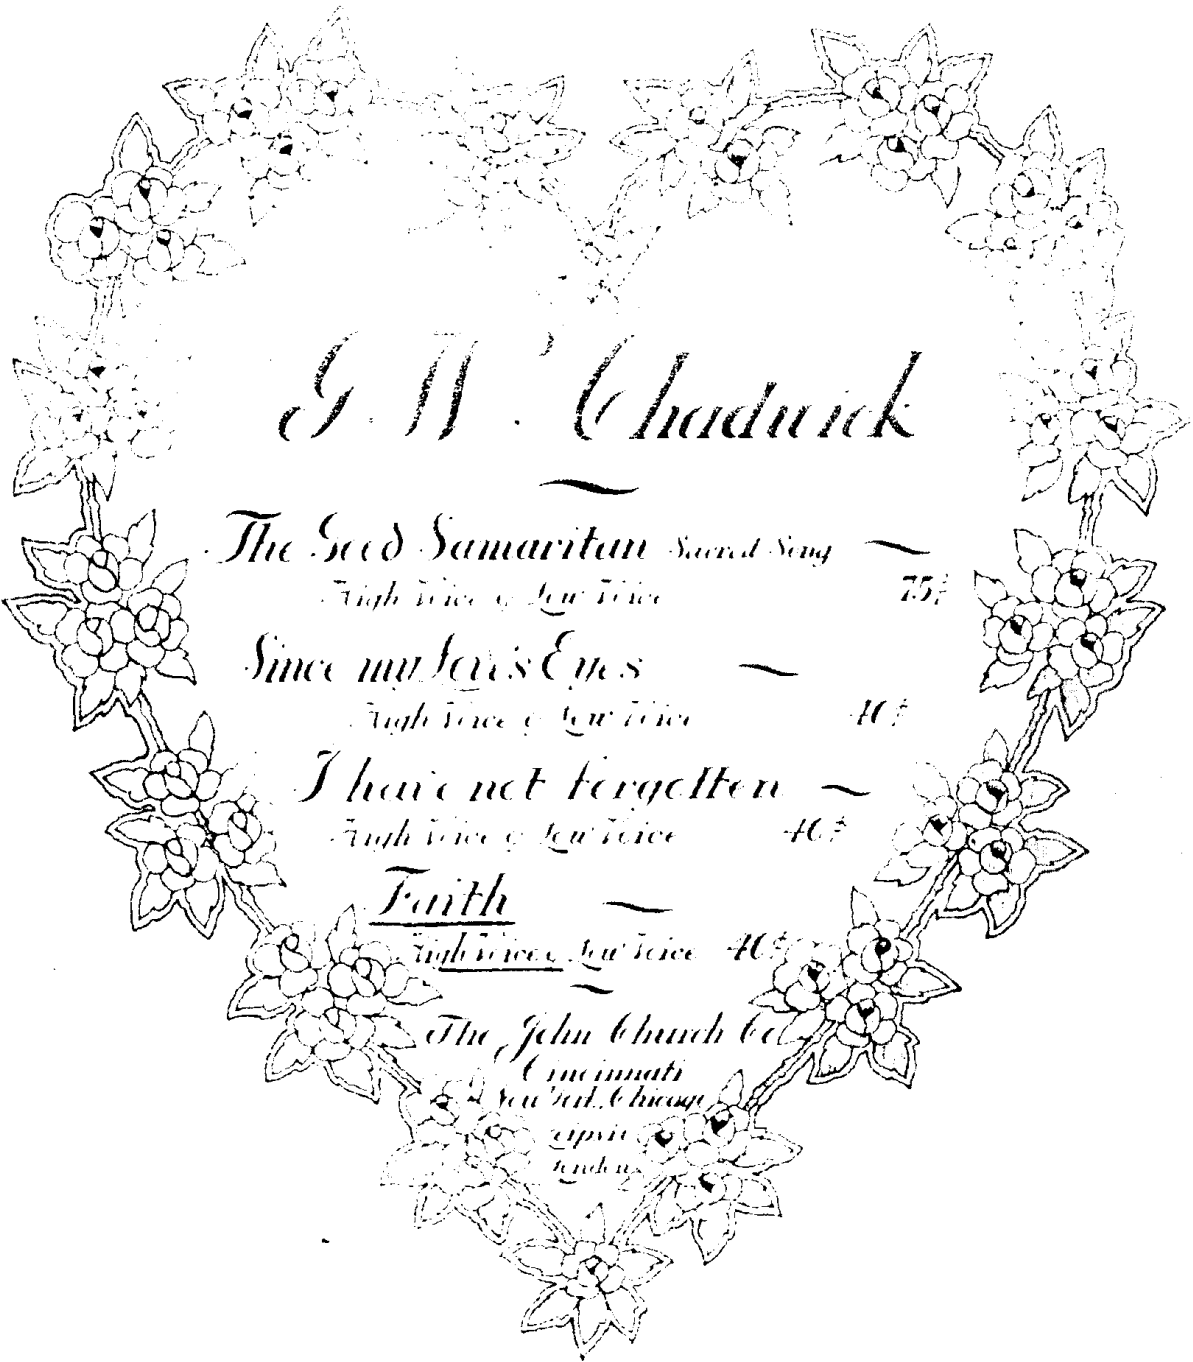 G. W. Chadwick
The Good Samaritan Sacred Song
High Voice & Low Voice 75¢
Since my Love's Eyes
High Voice & Low Voice 40¢
I have not forgotten
High Voice & Low Voice 40¢
Faith
High Voice & Low Voice 40¢
The John Church Co
Cincinnati
New York, Chicago
Leipsic
London